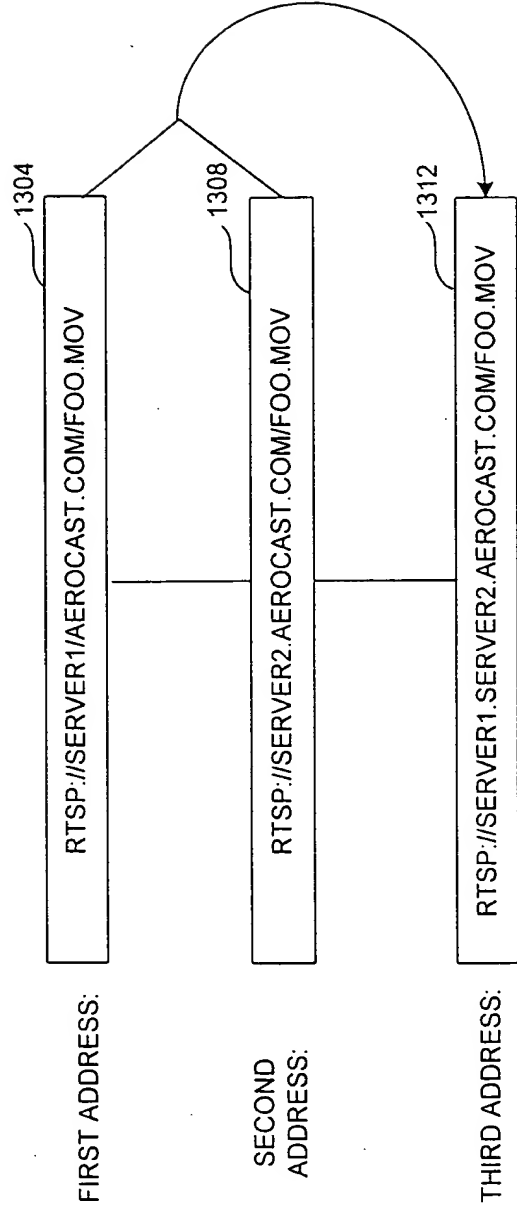 FIRST ADDRESS:
RTSP://SERVER1/AEROCAST.COM/FOO.MOV
1304
SECOND
ADDRESS:
RTSP://SERVER2.AEROCAST.COM/FOO.MOV
1308
THIRD ADDRESS:
RTSP://SERVER1.SERVER2.AEROCAST.COM/FOO.MOV
1312